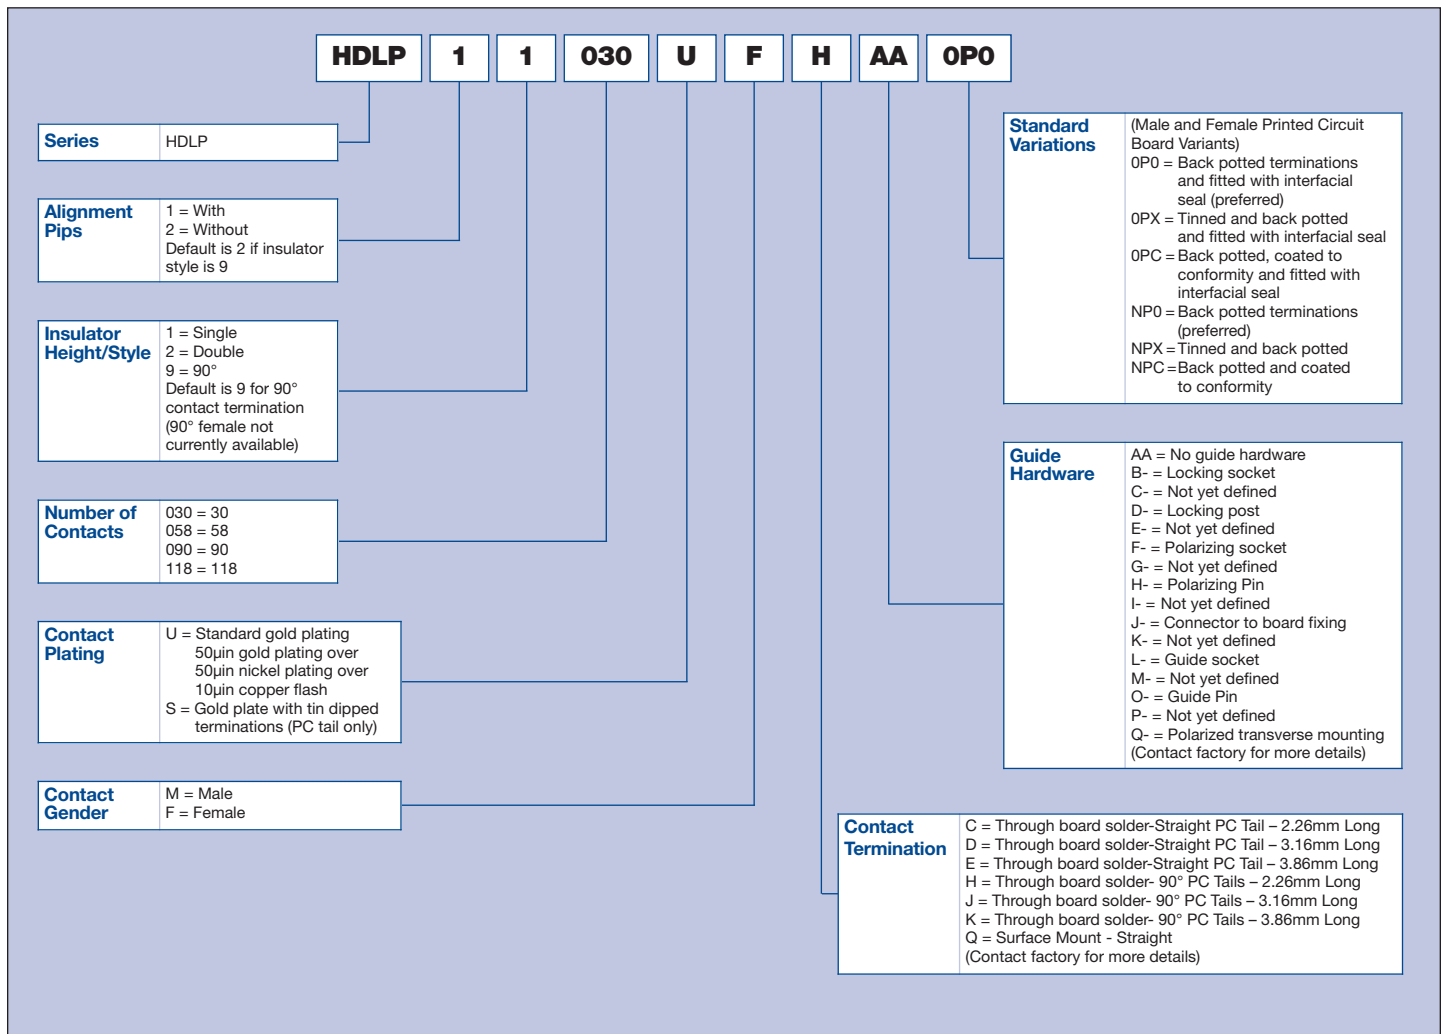 HDLP 1 1 030 U F H AA 0P0
Series
HDLP
Alignment
Pips
1 = With
2 = Without
Default is 2 if insulator
style is 9
Insulator
Height/Style
1 = Single
2 = Double
9 = 90°
Default is 9 for 90°
contact termination
(90° female not
currently available)
Number of
Contacts
030 = 30
058 = 58
090 = 90
118 = 118
Contact
Plating
U = Standard gold plating
50µin gold plating over
50µin nickel plating over
10µin copper flash
S = Gold plate with tin dipped
terminations (PC tail only)
Contact
Gender
M = Male
F = Female
Standard
Variations
(Male and Female Printed Circuit
Board Variants)
0P0 = Back potted terminations
and fitted with interfacial
seal (preferred)
0PX = Tinned and back potted
and fitted with interfacial seal
0PC = Back potted, coated to
conformity and fitted with
interfacial seal
NP0 = Back potted terminations
(preferred)
NPX = Tinned and back potted
NPC = Back potted and coated
to conformity
Guide
Hardware
AA = No guide hardware
B- = Locking socket
C- = Not yet defined
D- = Locking post
E- = Not yet defined
F- = Polarizing socket
G- = Not yet defined
H- = Polarizing Pin
I- = Not yet defined
J- = Connector to board fixing
K- = Not yet defined
L- = Guide socket
M- = Not yet defined
O- = Guide Pin
P- = Not yet defined
Q- = Polarized transverse mounting
(Contact factory for more details)
Contact
Termination
C = Through board solder-Straight PC Tail – 2.26mm Long
D = Through board solder-Straight PC Tail – 3.16mm Long
E = Through board solder-Straight PC Tail – 3.86mm Long
H = Through board solder- 90° PC Tails – 2.26mm Long
J = Through board solder- 90° PC Tails – 3.16mm Long
K = Through board solder- 90° PC Tails – 3.86mm Long
Q = Surface Mount - Straight
(Contact factory for more details)